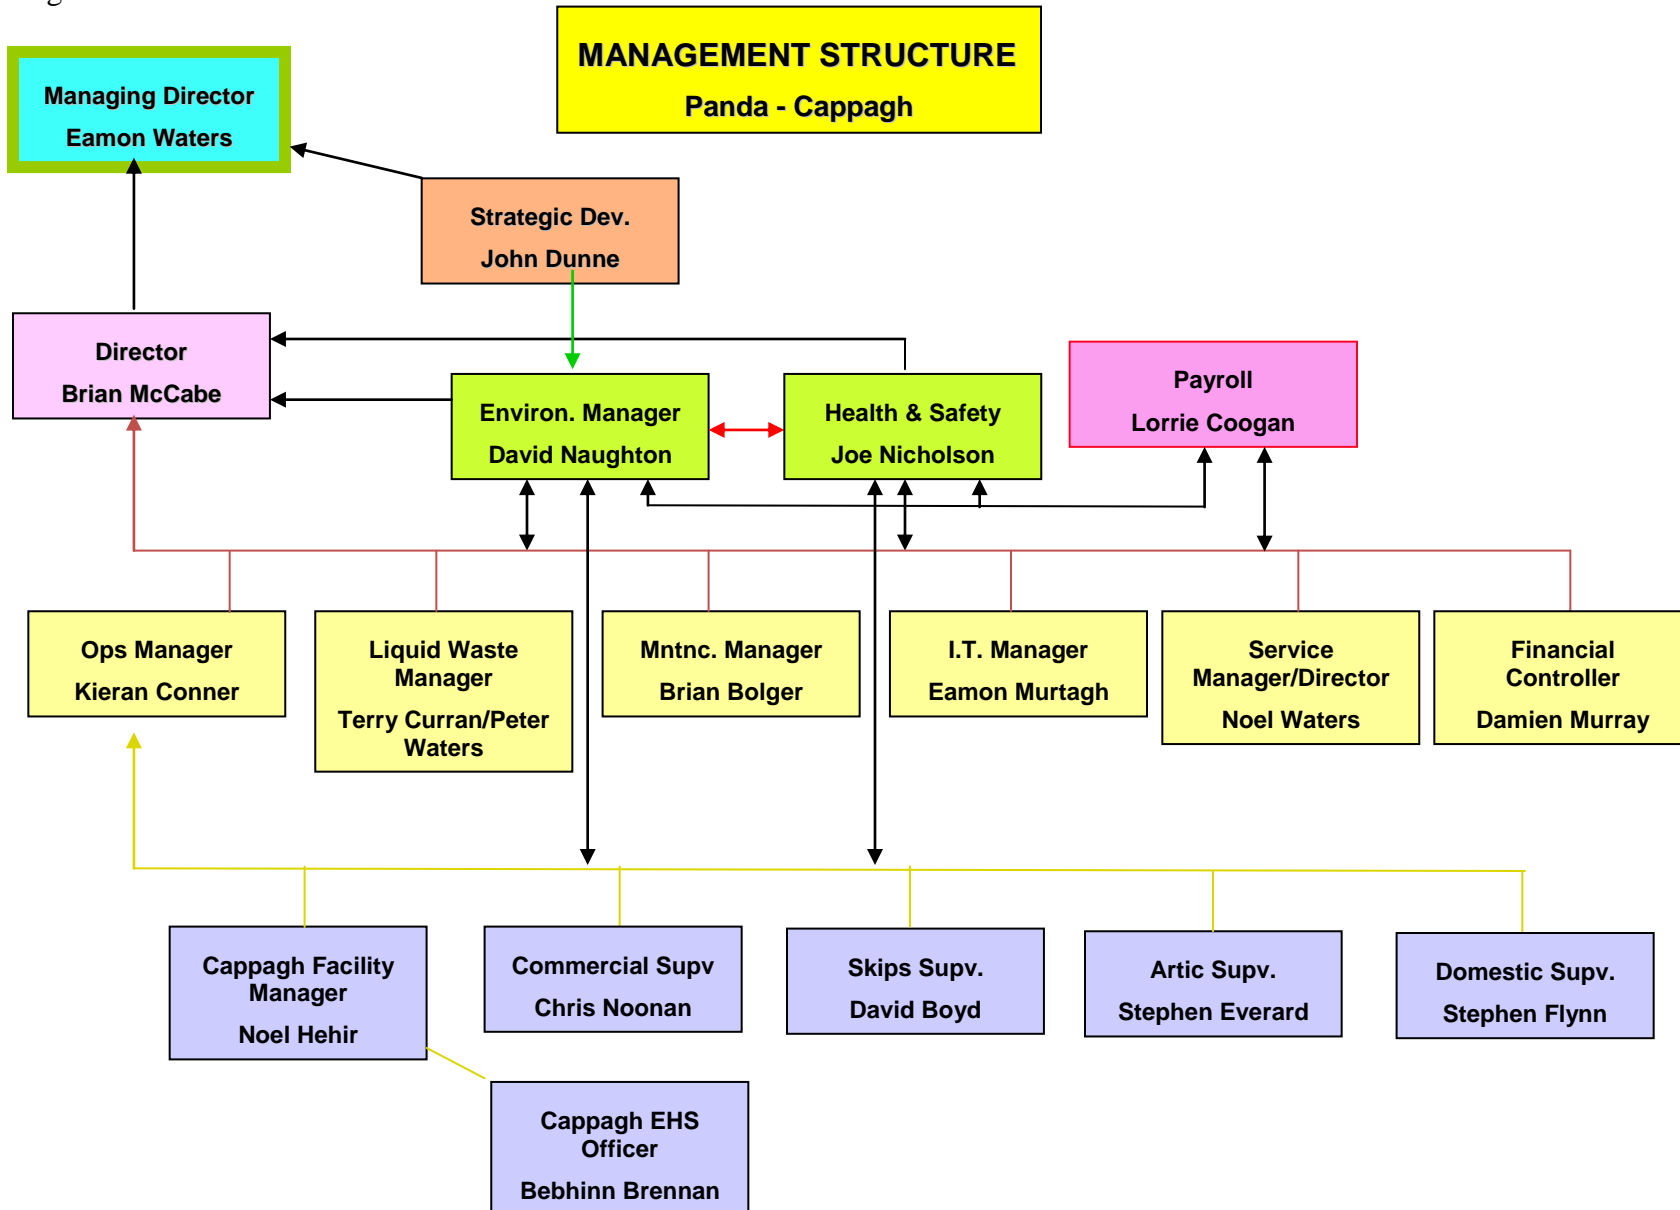 MANAGEMENT STRUCTURE
Panda - Cappagh
Managing Director
Eamon Waters
Strategic Dev.
John Dunne
Director
Brian McCabe
Environ. Manager
David Naughton
Health & Safety
Joe Nicholson
Payroll
Lorrie Coogan
Ops Manager
Kieran Conner
Liquid Waste
Manager
Terry Curran/Peter
Waters
Mntnc. Manager
Brian Bolger
I.T. Manager
Eamon Murtagh
Service
Manager/Director
Noel Waters
Financial
Controller
Damien Murray
Cappagh Facility
Manager
Noel Hehir
Commercial Supv
Chris Noonan
Skips Supv.
David Boyd
Artic Supv.
Stephen Everard
Domestic Supv.
Stephen Flynn
Cappagh EHS
Officer
Bebhinn Brennan